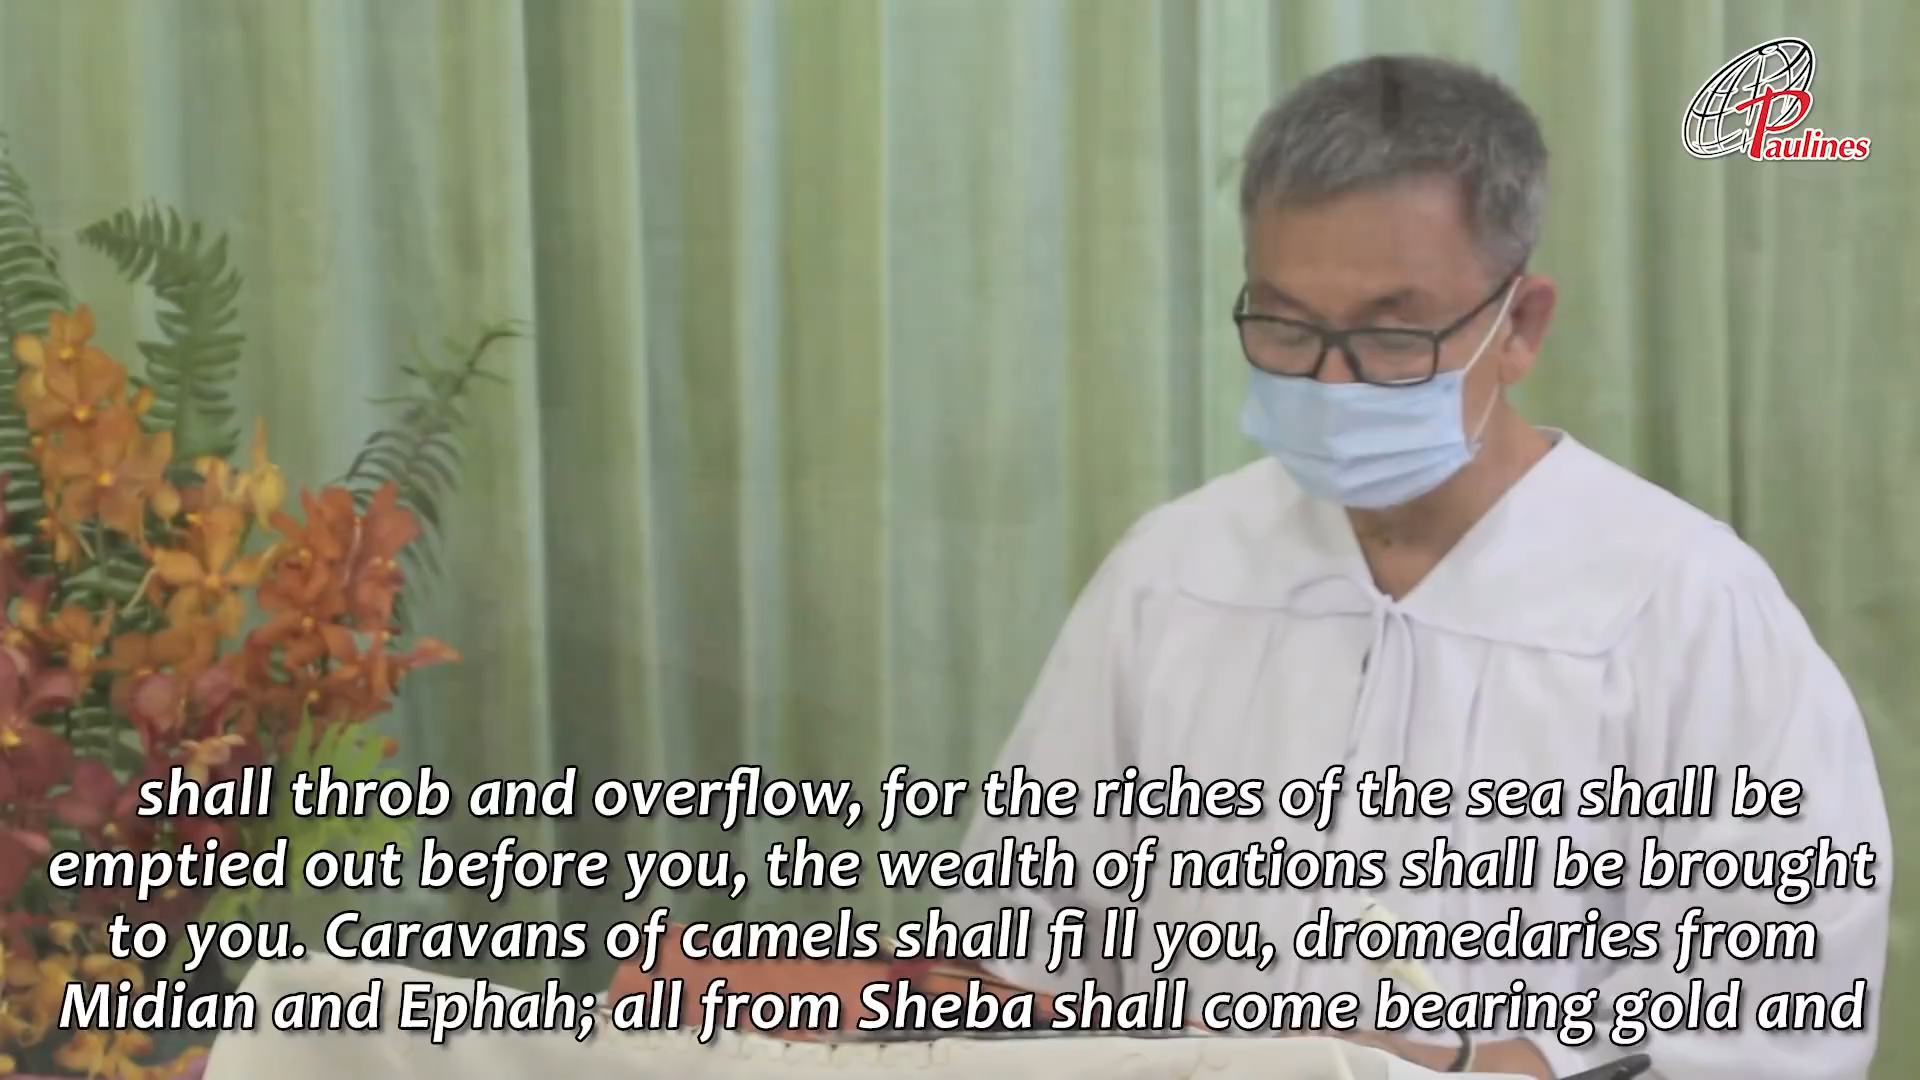 Paulines
shall throb and overflow, for the riches of the sea shall be
emptied out before you, the wealth of nations shall be brought
to you. Caravans of camels shall fi ll you, dromedaries from
Midian and Ephah; all from Sheba shall come bearing gold and